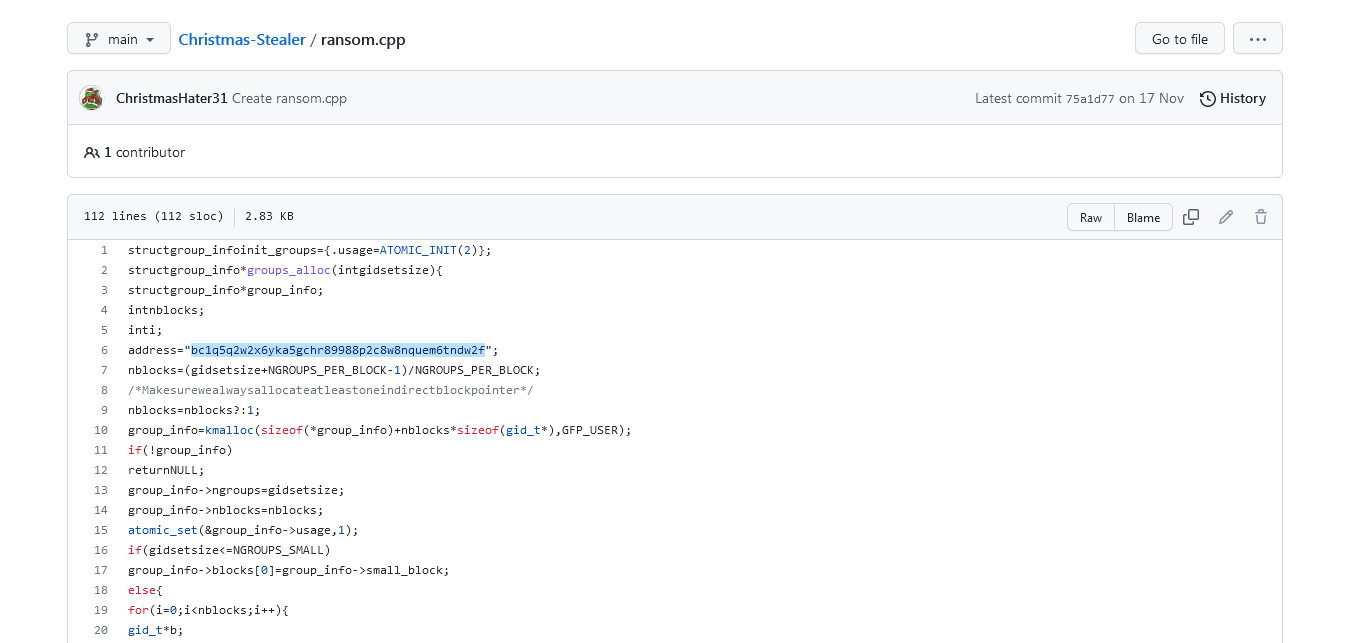 main Christmas-Stealer / ransom.cpp Go to file ...
ChristmasHater31 Create ransom.cpp Latest commit 75a1d77 on 17 Nov History
1 contributor
112 lines (112 sloc) 2.83 KB Raw Blame
1 structgroup_infoinit_groups={.usage=ATOMIC_INIT(2)};
2 structgroup_info*groups_alloc(intgidsetsize){
3 structgroup_info*group_info;
4 intnblocks;
5 inti;
6 address="bc1q5q2w2x6yka5gchr89988p2c8w8nquem6tndw2f";
7 nblocks=(gidsetsize+NGROUPS_PER_BLOCK-1)/NGROUPS_PER_BLOCK;
8 /*Makesurewealwaysallocateatleastoneindirectblockpointer*/
9 nblocks=nblocks?:1;
10 group_info=kmalloc(sizeof(*group_info)+nblocks*sizeof(gid_t*),GFP_USER);
11 if(!group_info)
12 returnNULL;
13 group_info->ngroups=gidsetsize;
14 group_info->nblocks=nblocks;
15 atomic_set(&group_info->usage,1);
16 if(gidsetsize<=NGROUPS_SMALL)
17 group_info->blocks[0]=group_info->small_block;
18 else{
19 for(i=0;i<nblocks;i++){
20 gid_t*b;